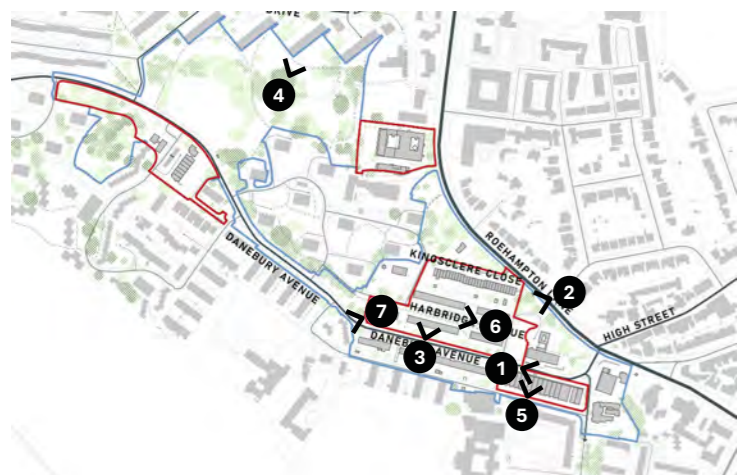 DRIVE
4
KINGSCLERE CLOSE
ROEHAMPTON
2
DANEBURY AVENUE
7
HARBRIDGE
6
HIGH STREET
3
DANEBURY AVENUE
1
5